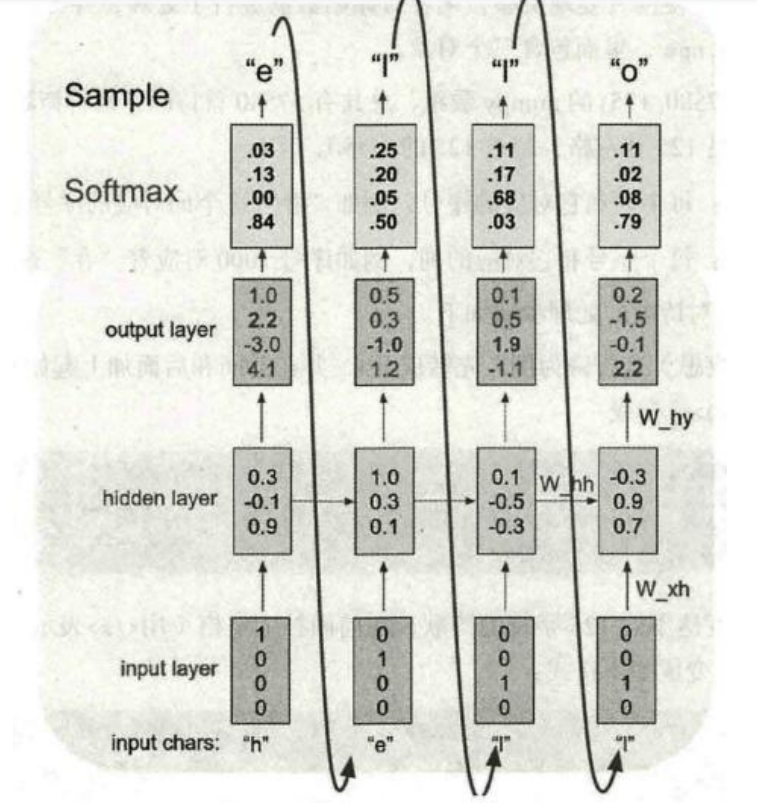 "e" "l" "l" "o"
Sample
Softmax
.03 .25 .11 .11
.13 .20 .17 .02
.00 .05 .68 .08
.84 .50 .03 .79
output layer
1.0 0.5 0.1 0.2
2.2 0.3 0.5 -1.5
-3.0 -1.0 1.9 -0.1
4.1 1.2 -1.1 2.2
W_hy
hidden layer
0.3 1.0 0.1 -0.3
-0.1 0.3 -0.5 0.9
0.9 0.1 -0.3 0.7
W_hh
W_xh
input layer
1 0 0 0
0 1 0 0
0 0 1 1
0 0 0 0
input chars: "h" "e" "l" "l"